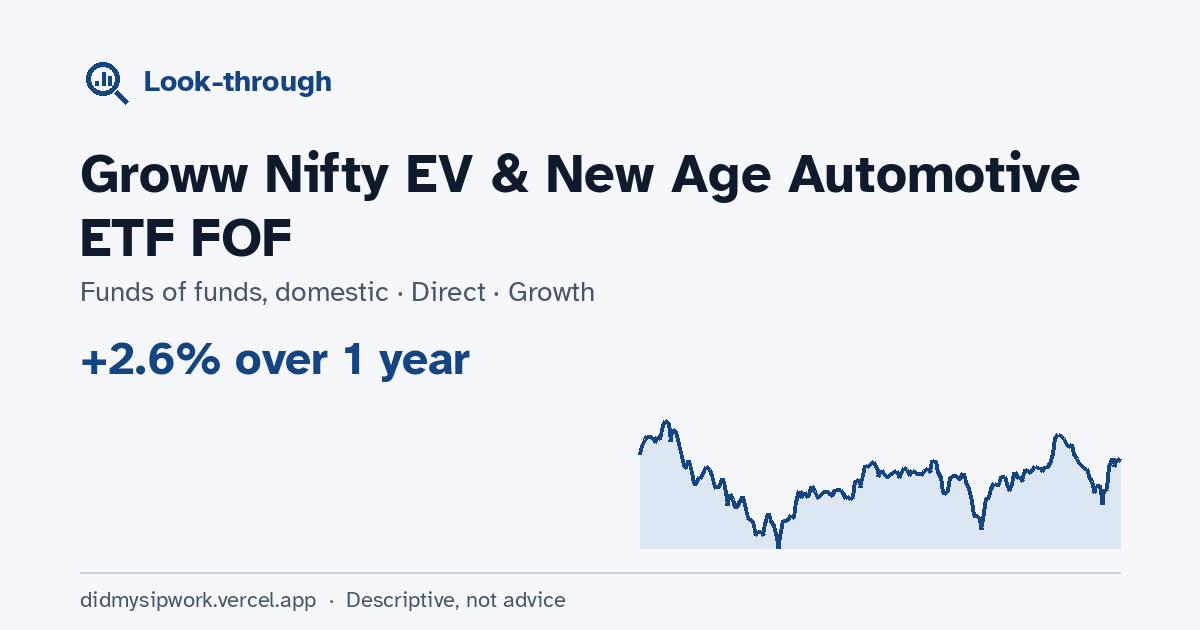 Look-through
Groww Nifty EV & New Age Automotive
ETF FOF
Funds of funds, domestic · Direct · Growth
+2.6% over 1 year
didmysipwork.vercel.app · Descriptive, not advice